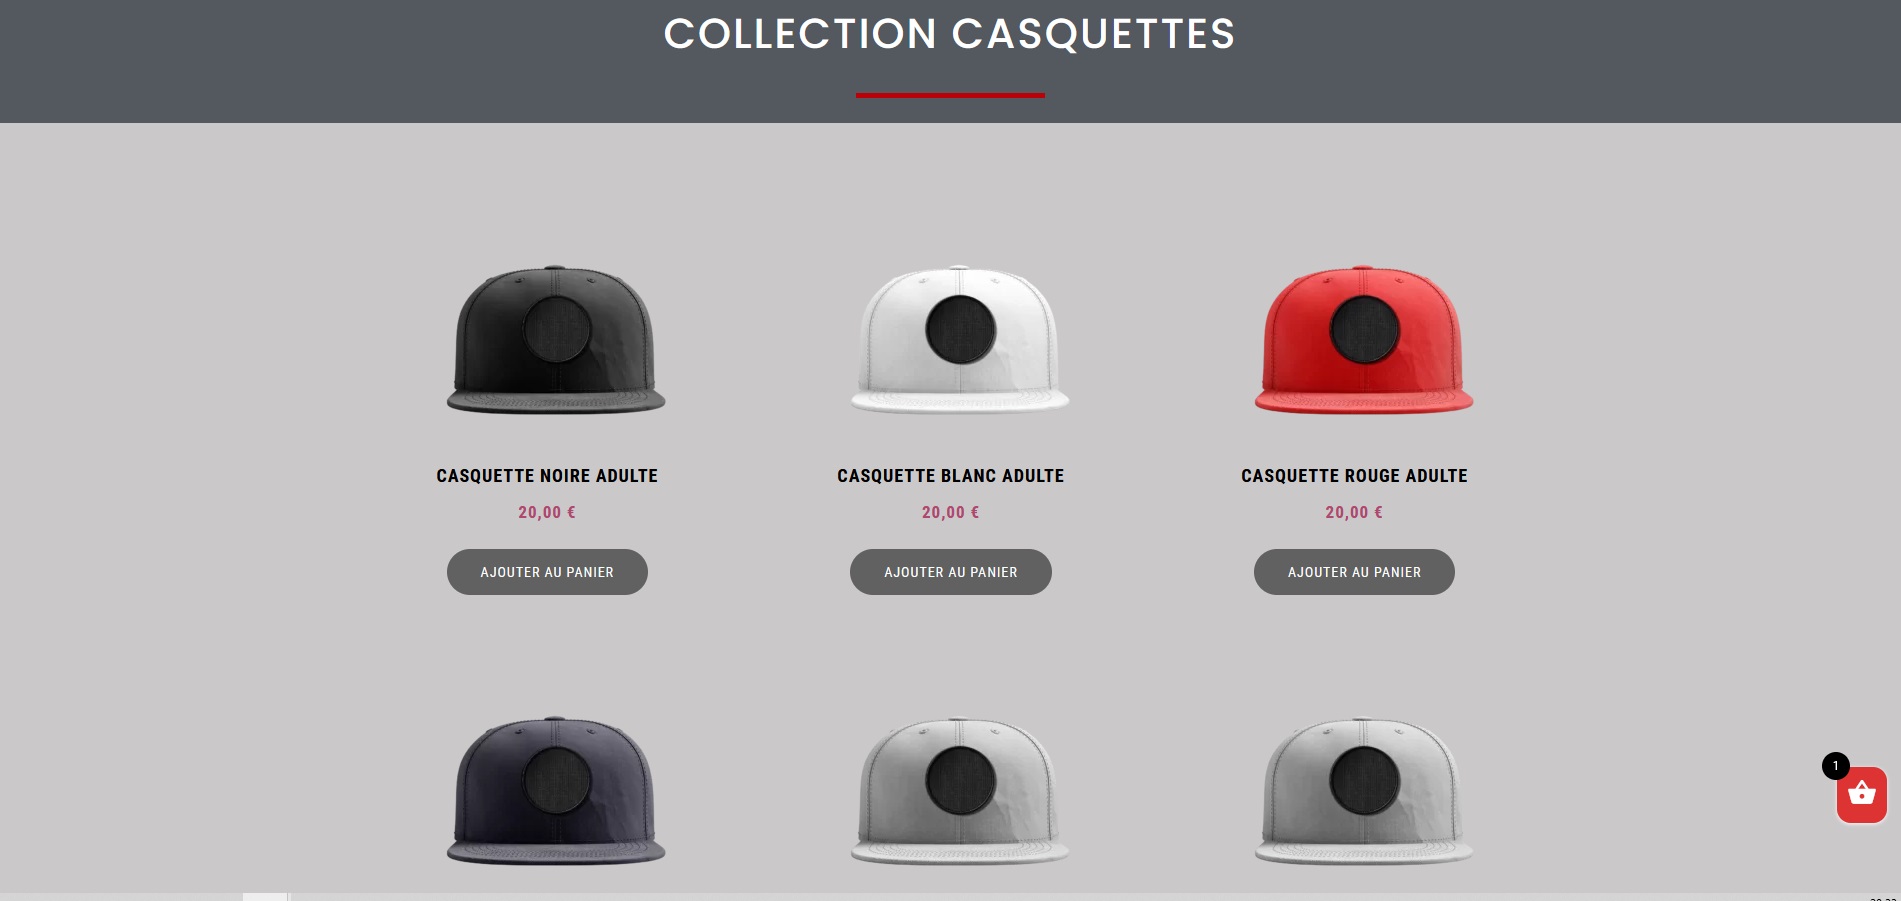 COLLECTION CASQUETTES
CASQUETTE NOIRE ADULTE
20,00 €
AJOUTER AU PANIER
CASQUETTE BLANC ADULTE
20,00 €
AJOUTER AU PANIER
CASQUETTE ROUGE ADULTE
20,00 €
AJOUTER AU PANIER
1